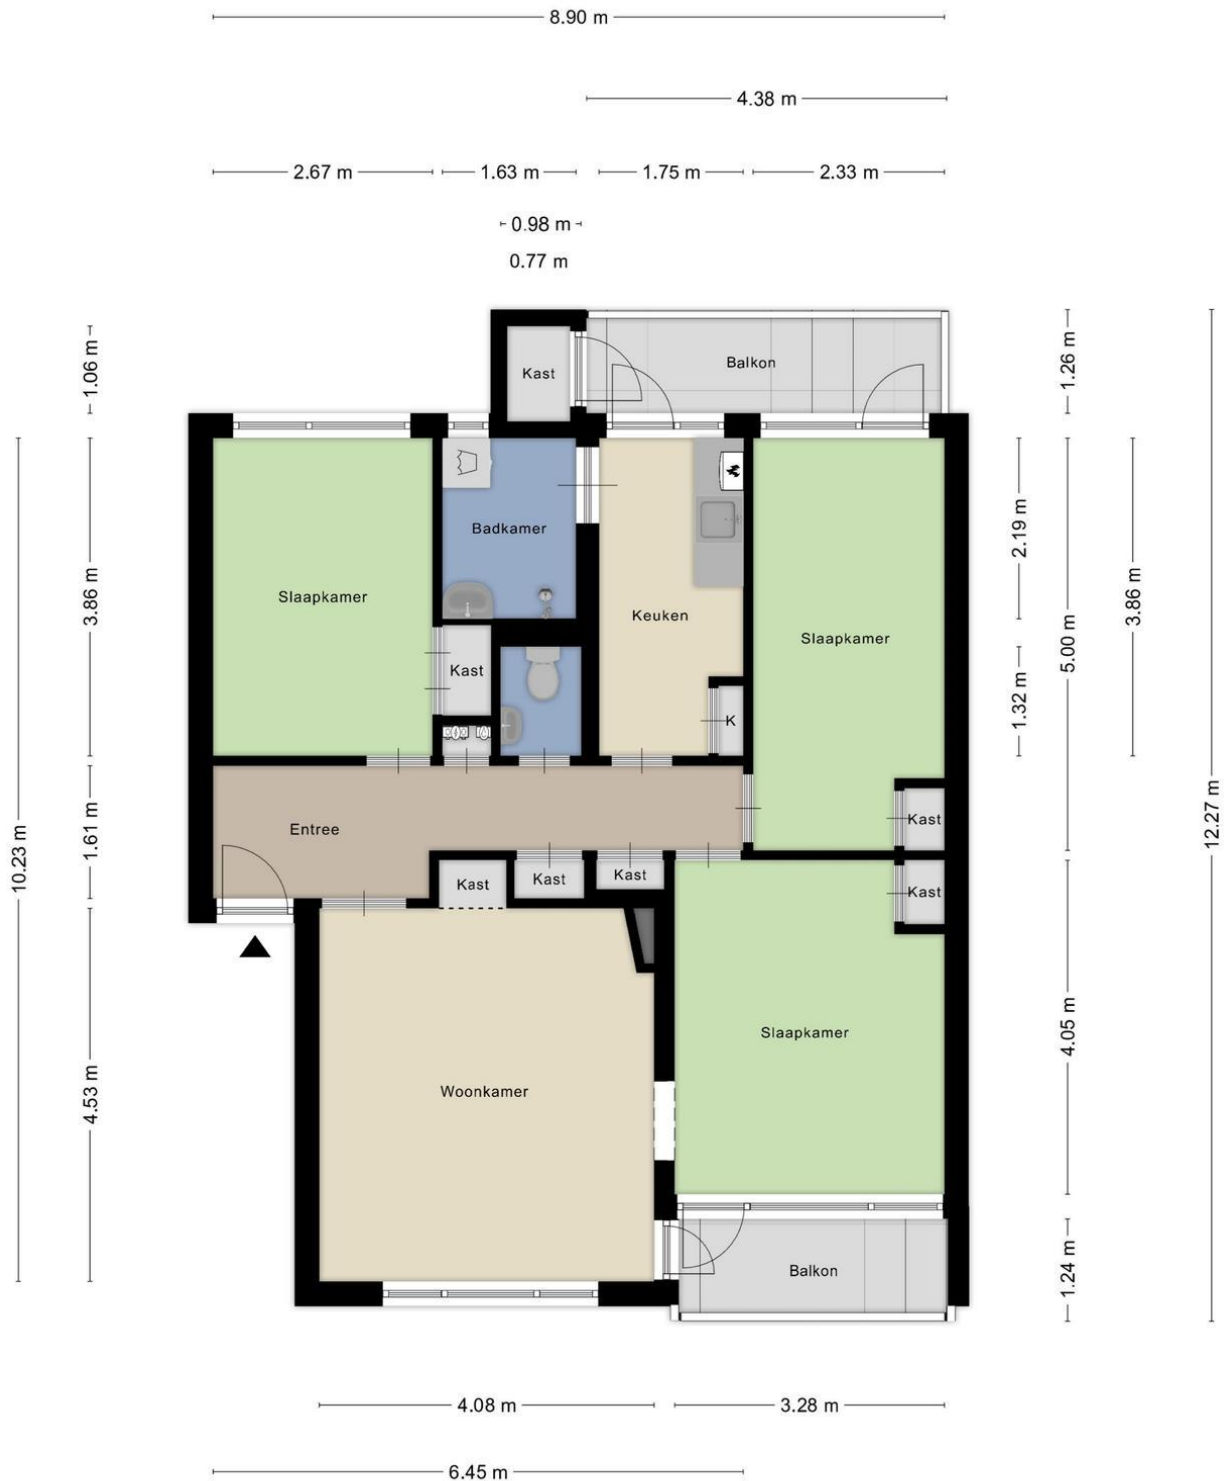 8.90 m
4.38 m
2.67 m
1.63 m
1.75 m
2.33 m
0.98 m
0.77 m
1.06 m
Kast
Balkon
1.26 m
Badkamer
2.19 m
Slaapkamer
3.86 m
Keuken
Slaapkamer
5.00 m
3.86 m
Kast
K
1.32 m
Entree
1.61 m
10.23 m
Kast
12.27 m
Kast
Kast
Kast
Kast
Woonkamer
Slaapkamer
4.53 m
4.05 m
Balkon
1.24 m
4.08 m
3.28 m
6.45 m